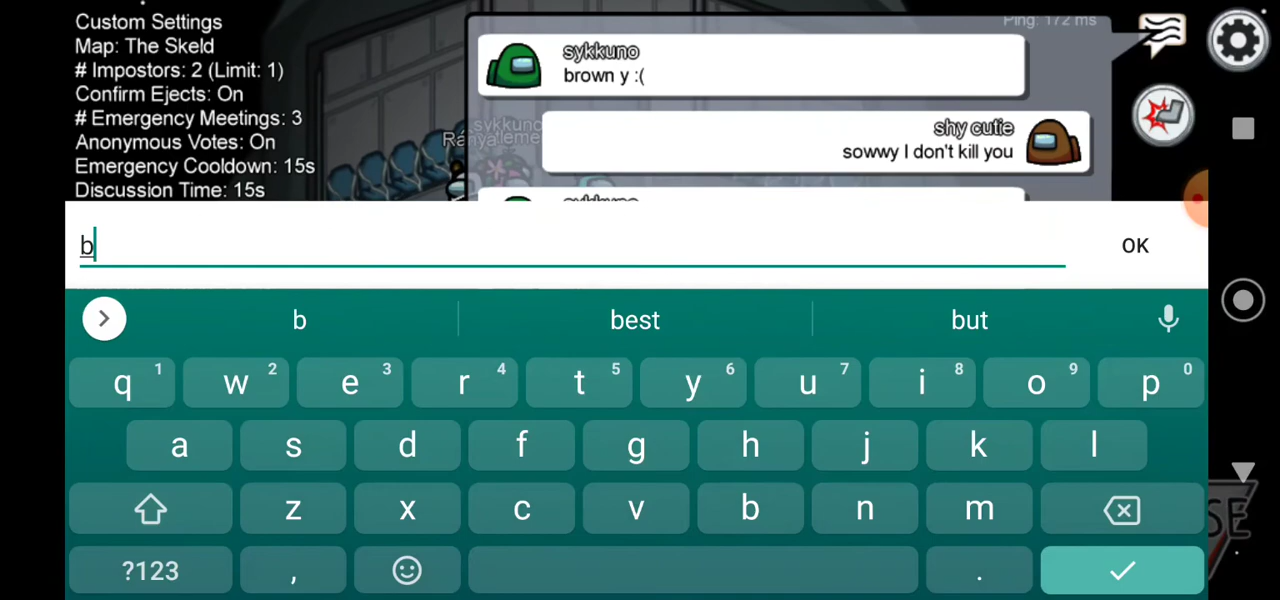 Custom Settings
Map: The Skeld
# Impostors: 2 (Limit: 1)
Confirm Ejects: On
# Emergency Meetings: 3
Anonymous Votes: On
Emergency Cooldown: 15s
Discussion Time: 15s
Ping: 172 ms
sykkuno
brown y :(
sykkuno
shy cutie
sowwy I don't kill you
sykkuno
b
OK
b best but
q 1 w 2 e 3 r 4 t 5 y 6 u 7 i 8 o 9 p 0
a s d f g h j k l
z x c v b n m
?123 , .